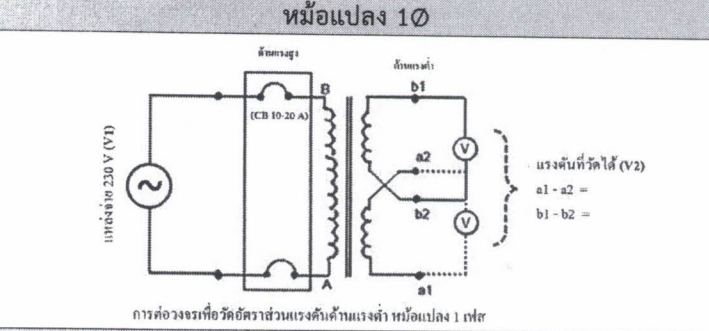 หม้อแปลง 1Ø
ด้านแรงสูง
ด้านแรงต่ำ
แหล่งจ่าย 230 V (V1)
(CB 10-20 A)
B
A
b1
a2
b2
a1
V
V
แรงดันที่วัดได้ (V2)
a1 - a2 =
b1 - b2 =
การต่อวงจรเพื่อวัดอัตราส่วนแรงดันด้านแรงต่ำ หม้อแปลง 1 เฟส